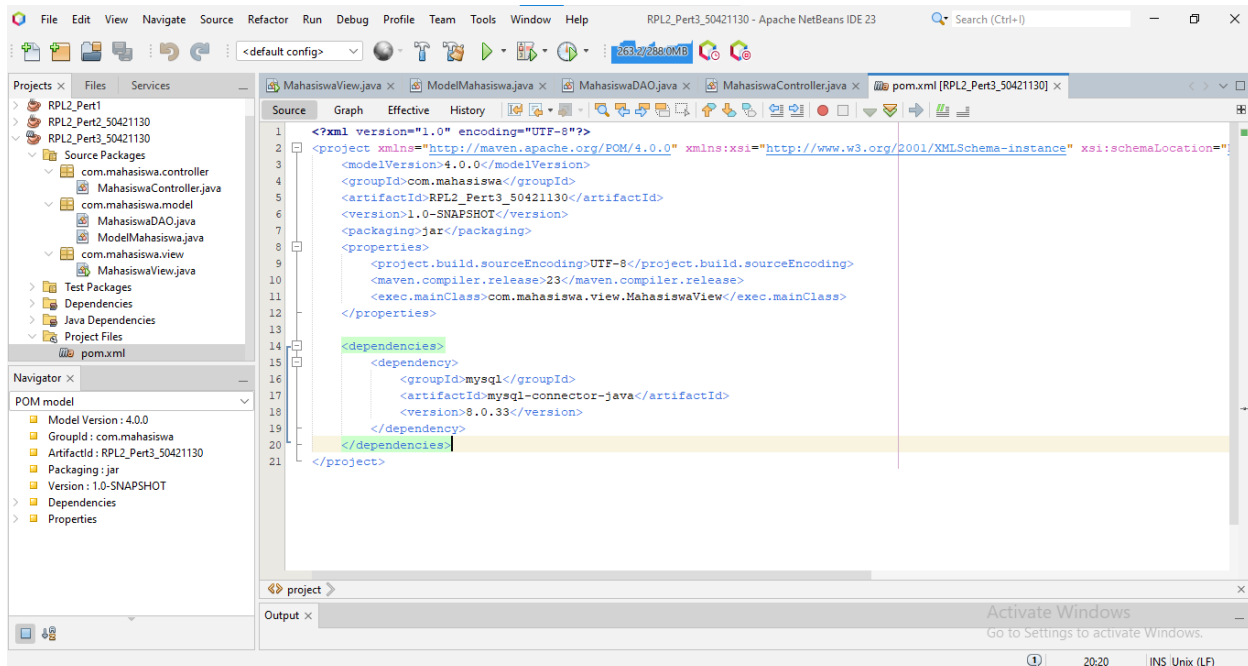 File Edit View Navigate Source Refactor Run Debug Profile Team Tools Window Help RPL2_Pert3_50421130 - Apache NetBeans IDE 23 Search (Ctrl+I)
<default config> 263.2/288.0MB
Projects Files Services
RPL2_Pert1
RPL2_Pert2_50421130
RPL2_Pert3_50421130
Source Packages
com.mahasiswa.controller
MahasiswaController.java
com.mahasiswa.model
MahasiswaDAO.java
ModelMahasiswa.java
com.mahasiswa.view
MahasiswaView.java
Test Packages
Dependencies
Java Dependencies
Project Files
pom.xml
Navigator
POM model
Model Version : 4.0.0
GroupId : com.mahasiswa
ArtifactId : RPL2_Pert3_50421130
Packaging : jar
Version : 1.0-SNAPSHOT
Dependencies
Properties
MahasiswaView.java ModelMahasiswa.java MahasiswaDAO.java MahasiswaController.java pom.xml [RPL2_Pert3_50421130]
Source Graph Effective History
1 <?xml version="1.0" encoding="UTF-8"?>
2 <project xmlns="http://maven.apache.org/POM/4.0.0" xmlns:xsi="http://www.w3.org/2001/XMLSchema-instance" xsi:schemaLocation="
3 <modelVersion>4.0.0</modelVersion>
4 <groupId>com.mahasiswa</groupId>
5 <artifactId>RPL2_Pert3_50421130</artifactId>
6 <version>1.0-SNAPSHOT</version>
7 <packaging>jar</packaging>
8 <properties>
9 <project.build.sourceEncoding>UTF-8</project.build.sourceEncoding>
10 <maven.compiler.release>23</maven.compiler.release>
11 <exec.mainClass>com.mahasiswa.view.MahasiswaView</exec.mainClass>
12 </properties>
13
14 <dependencies>
15 <dependency>
16 <groupId>mysql</groupId>
17 <artifactId>mysql-connector-java</artifactId>
18 <version>8.0.33</version>
19 </dependency>
20 </dependencies>
21 </project>
project
Output
Activate Windows
Go to Settings to activate Windows.
1 20:20 INS Unix (LF)